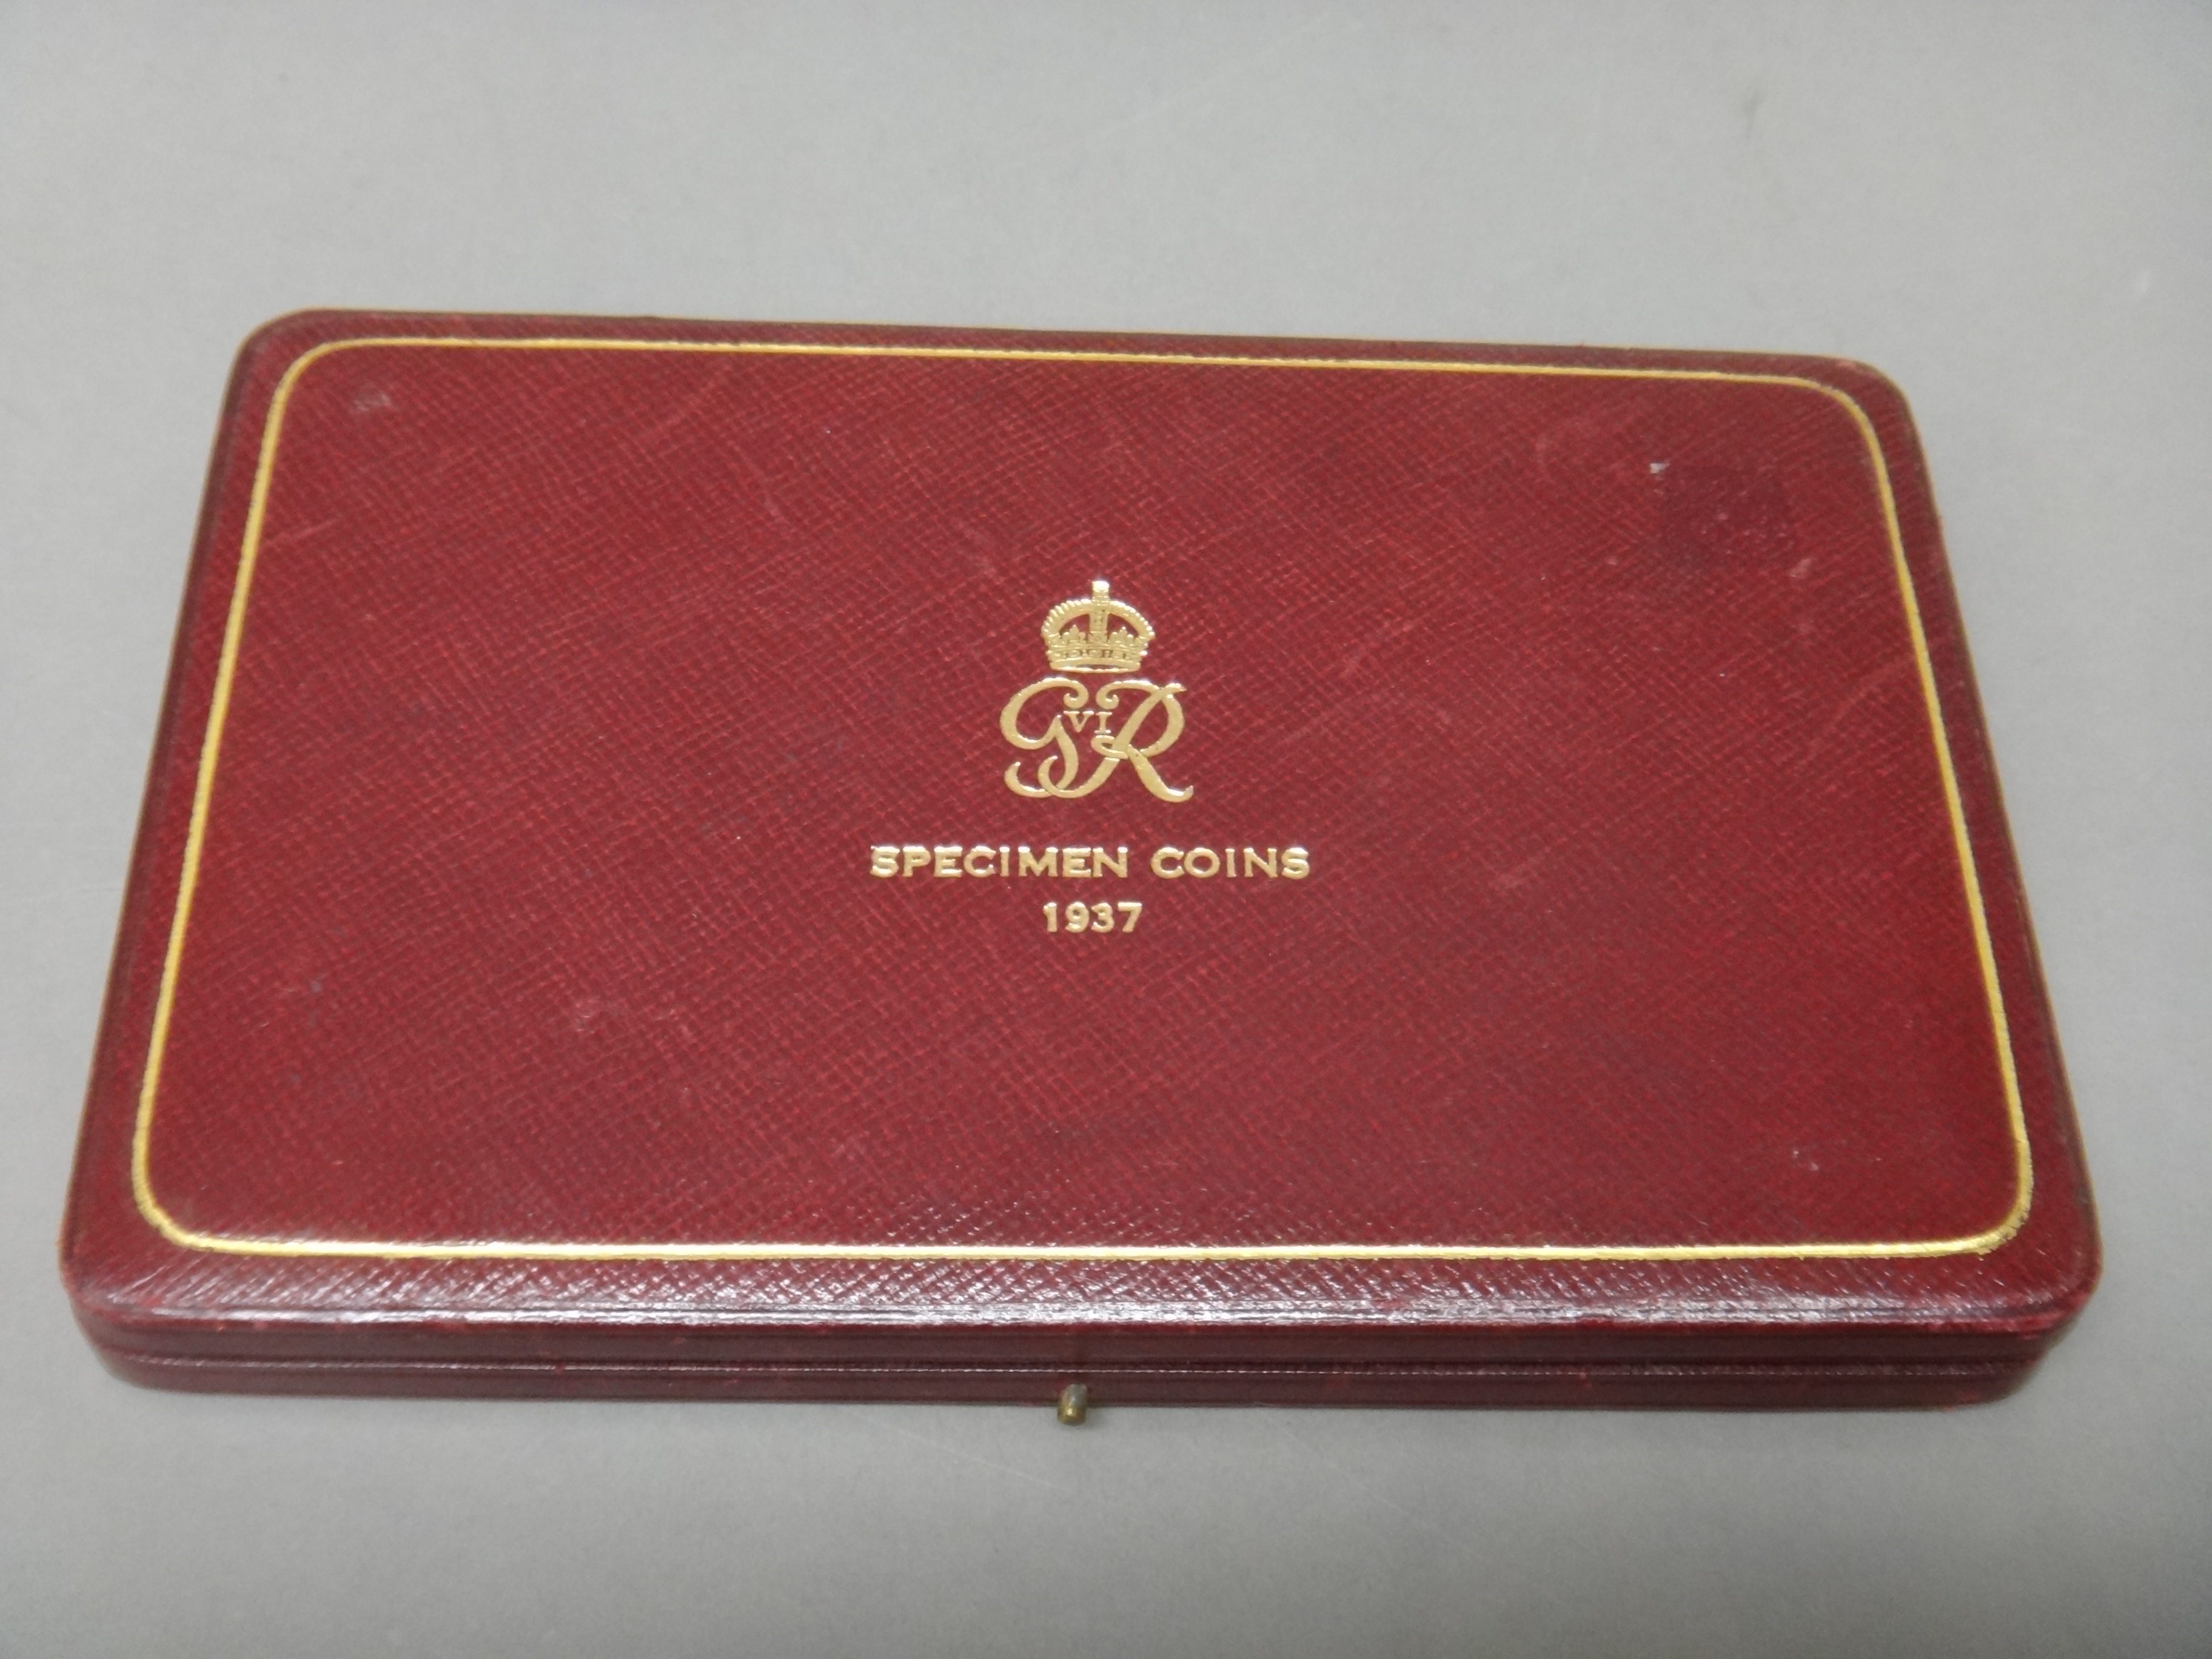 GVIR
SPECIMEN COINS
1937